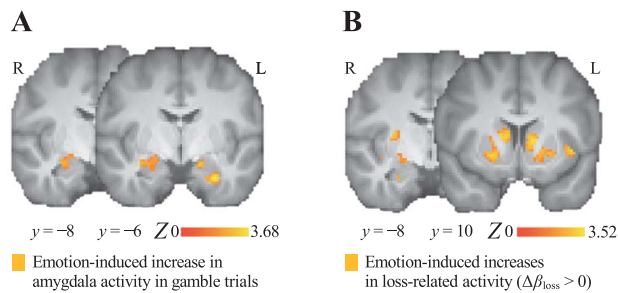 A
B
R
L
R
L
y = −8
y = −6
Z 0
3.68
y = −8
y = 10
Z 0
3.52
Emotion-induced increase in
amygdala activity in gamble trials
Emotion-induced increases
in loss-related activity (Δβloss > 0)